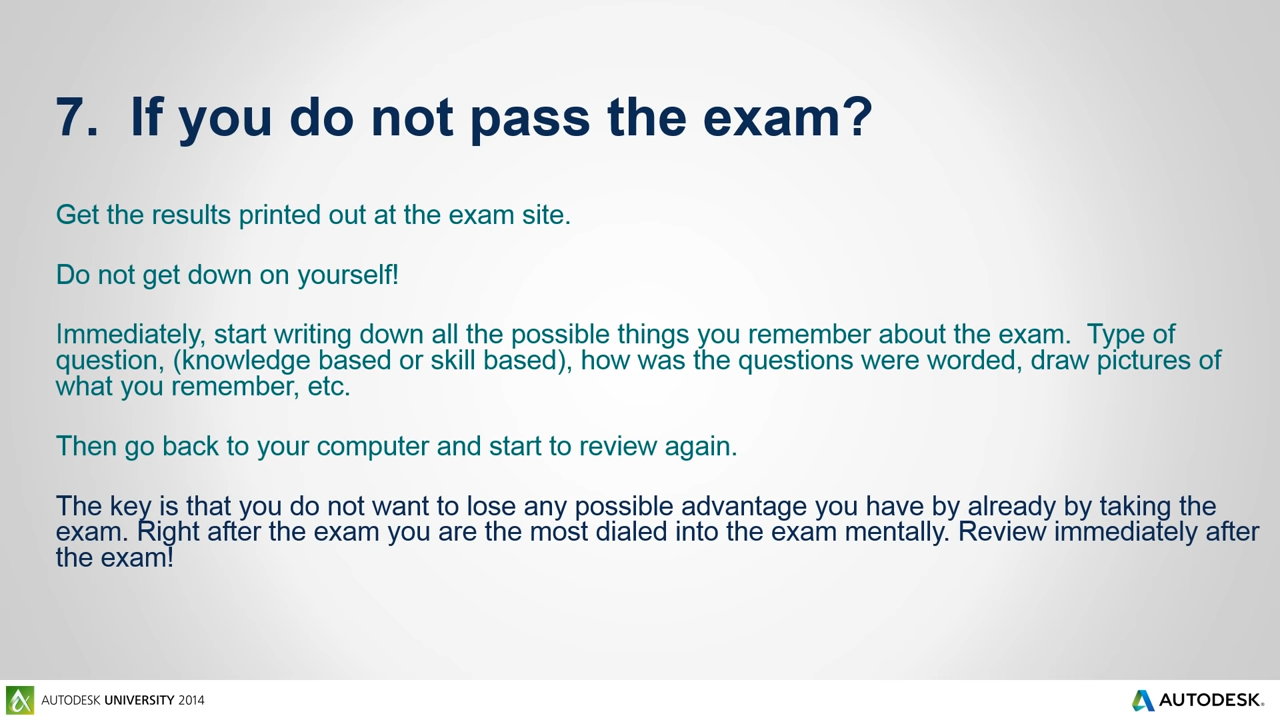 7.  If you do not pass the exam?
Get the results printed out at the exam site.
Do not get down on yourself!
Immediately, start writing down all the possible things you remember about the exam.  Type of
question, (knowledge based or skill based), how was the questions were worded, draw pictures of
what you remember, etc.
Then go back to your computer and start to review again.
The key is that you do not want to lose any possible advantage you have by already by taking the
exam. Right after the exam you are the most dialed into the exam mentally. Review immediately after
the exam!
AUTODESK UNIVERSITY 2014
AUTODESK®